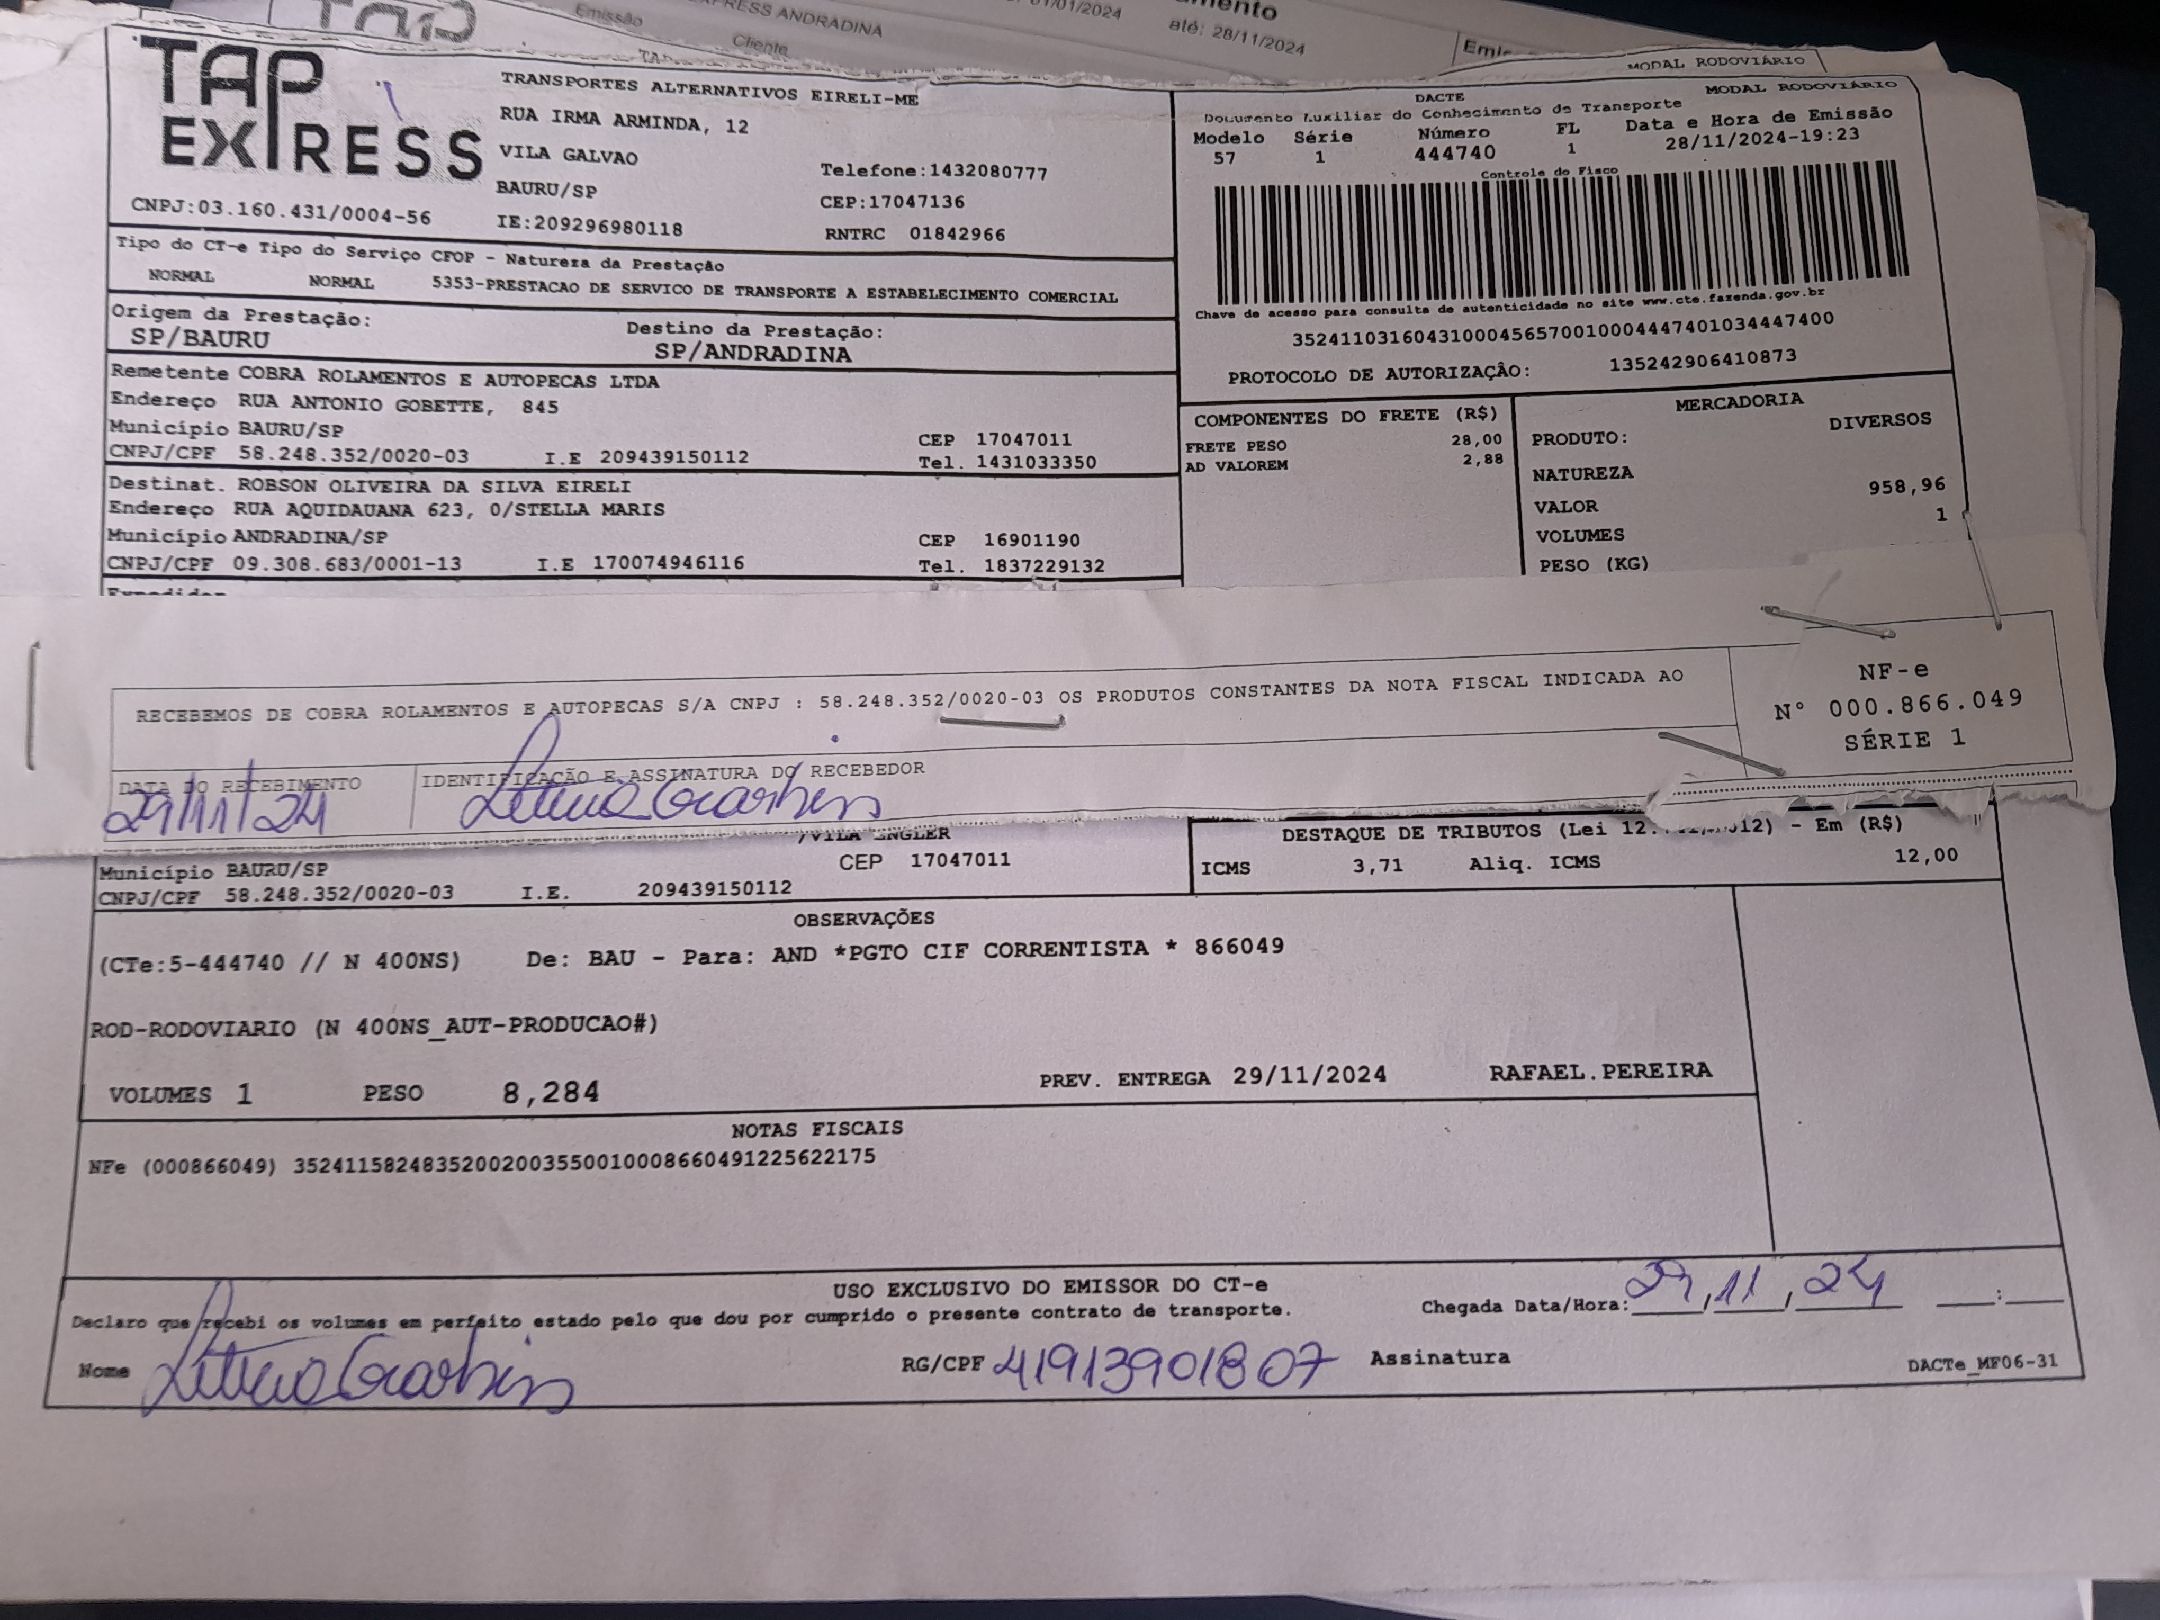 EXPRESS ANDRADINA
01/01/2024
até: 28/11/2024
Emissão
Cliente
MODAL RODOVIÁRIO
TAP
EXPRESS
CNPJ:03.160.431/0004-56
TRANSPORTES ALTERNATIVOS EIRELI-ME
RUA IRMA ARMINDA, 12
VILA GALVAO
BAURU/SP
IE:209296980118
Telefone:1432080777
CEP:17047136
RNTRC 01842966
MODAL RODOVIÁRIO
DACTE
Documento Auxiliar do Conhecimento de Transporte
Modelo Série Número FL Data e Hora de Emissão
57 1 444740 1 28/11/2024-19:23
Controle do Fisco
Chave de acesso para consulta de autenticidade no site www.cte.fazenda.gov.br
35241103160431000456570010004447401034447400
PROTOCOLO DE AUTORIZAÇÃO: 135242906410873
Tipo do CT-e Tipo do Serviço CFOP - Natureza da Prestação
NORMAL NORMAL 5353-PRESTACAO DE SERVICO DE TRANSPORTE A ESTABELECIMENTO COMERCIAL
Origem da Prestação: Destino da Prestação:
SP/BAURU SP/ANDRADINA
Remetente COBRA ROLAMENTOS E AUTOPECAS LTDA
Endereço RUA ANTONIO GOBETTE, 845
Município BAURU/SP CEP 17047011
CNPJ/CPF 58.248.352/0020-03 I.E 209439150112 Tel. 1431033350
Destinat. ROBSON OLIVEIRA DA SILVA EIRELI
Endereço RUA AQUIDAUANA 623, 0/STELLA MARIS
Município ANDRADINA/SP CEP 16901190
CNPJ/CPF 09.308.683/0001-13 I.E 170074946116 Tel. 1837229132
COMPONENTES DO FRETE (R$)
FRETE PESO 28,00
AD VALOREM 2,88
MERCADORIA
PRODUTO: DIVERSOS
NATUREZA
VALOR 958,96
VOLUMES 1
PESO (KG)
RECEBEMOS DE COBRA ROLAMENTOS E AUTOPECAS S/A CNPJ : 58.248.352/0020-03 OS PRODUTOS CONSTANTES DA NOTA FISCAL INDICADA AO
NF-e
N° 000.866.049
SÉRIE 1
DATA DO RECEBIMENTO IDENTIFICAÇÃO E ASSINATURA DO RECEBEDOR
29/11/24
/VILA ENGLER
Município BAURU/SP CEP 17047011
CNPJ/CPF 58.248.352/0020-03 I.E. 209439150112
DESTAQUE DE TRIBUTOS - Em (R$)
ICMS 3,71 Aliq. ICMS 12,00
OBSERVAÇÕES
(CTe:5-444740 // N 400NS) De: BAU - Para: AND *PGTO CIF CORRENTISTA * 866049
ROD-RODOVIARIO (N 400NS_AUT-PRODUCAO#)
VOLUMES 1 PESO 8,284 PREV. ENTREGA 29/11/2024 RAFAEL.PEREIRA
NOTAS FISCAIS
NFe (000866049) 35241158248352002003550010008660491225622175
USO EXCLUSIVO DO EMISSOR DO CT-e
Declaro que recebi os volumes em perfeito estado pelo que dou por cumprido o presente contrato de transporte.
Chegada Data/Hora: 29/11/24 :
Nome RG/CPF 41913901807 Assinatura
DACTe_MF06-31